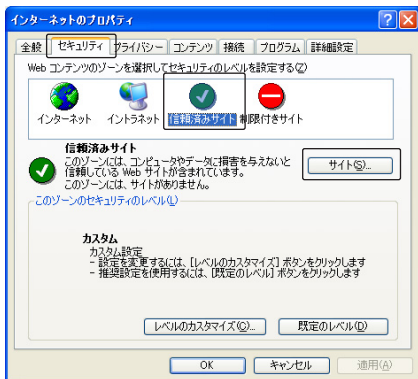 インターネットのプロパティ
全般 セキュリティ プライバシー コンテンツ 接続 プログラム 詳細設定
Web コンテンツのゾーンを選択してセキュリティのレベルを設定する(Z)
インターネット イントラネット 信頼済みサイト 制限付きサイト
信頼済みサイト
このゾーンには、コンピュータやデータに損害を与えないと
信頼している Web サイトが含まれています。
このゾーンには、サイトがありません。
サイト(S)...
このゾーンのセキュリティのレベル(L)
カスタム
カスタム設定
- 設定を変更するには、[レベルのカスタマイズ] ボタンをクリックします
- 推奨設定を使用するには、[既定のレベル] ボタンをクリックします
レベルのカスタマイズ(C)... 既定のレベル(D)
OK キャンセル 適用(A)